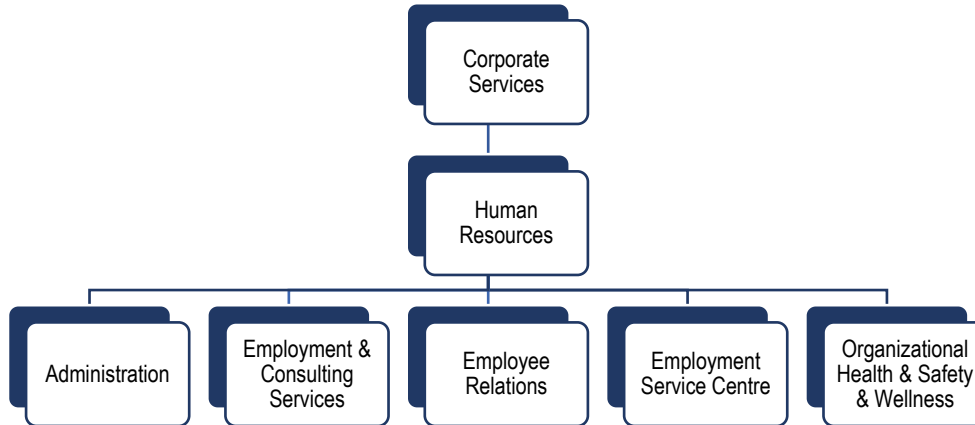 Corporate
Services
Human
Resources
Administration
Employment &
Consulting
Services
Employee
Relations
Employment
Service Centre
Organizational
Health & Safety
& Wellness